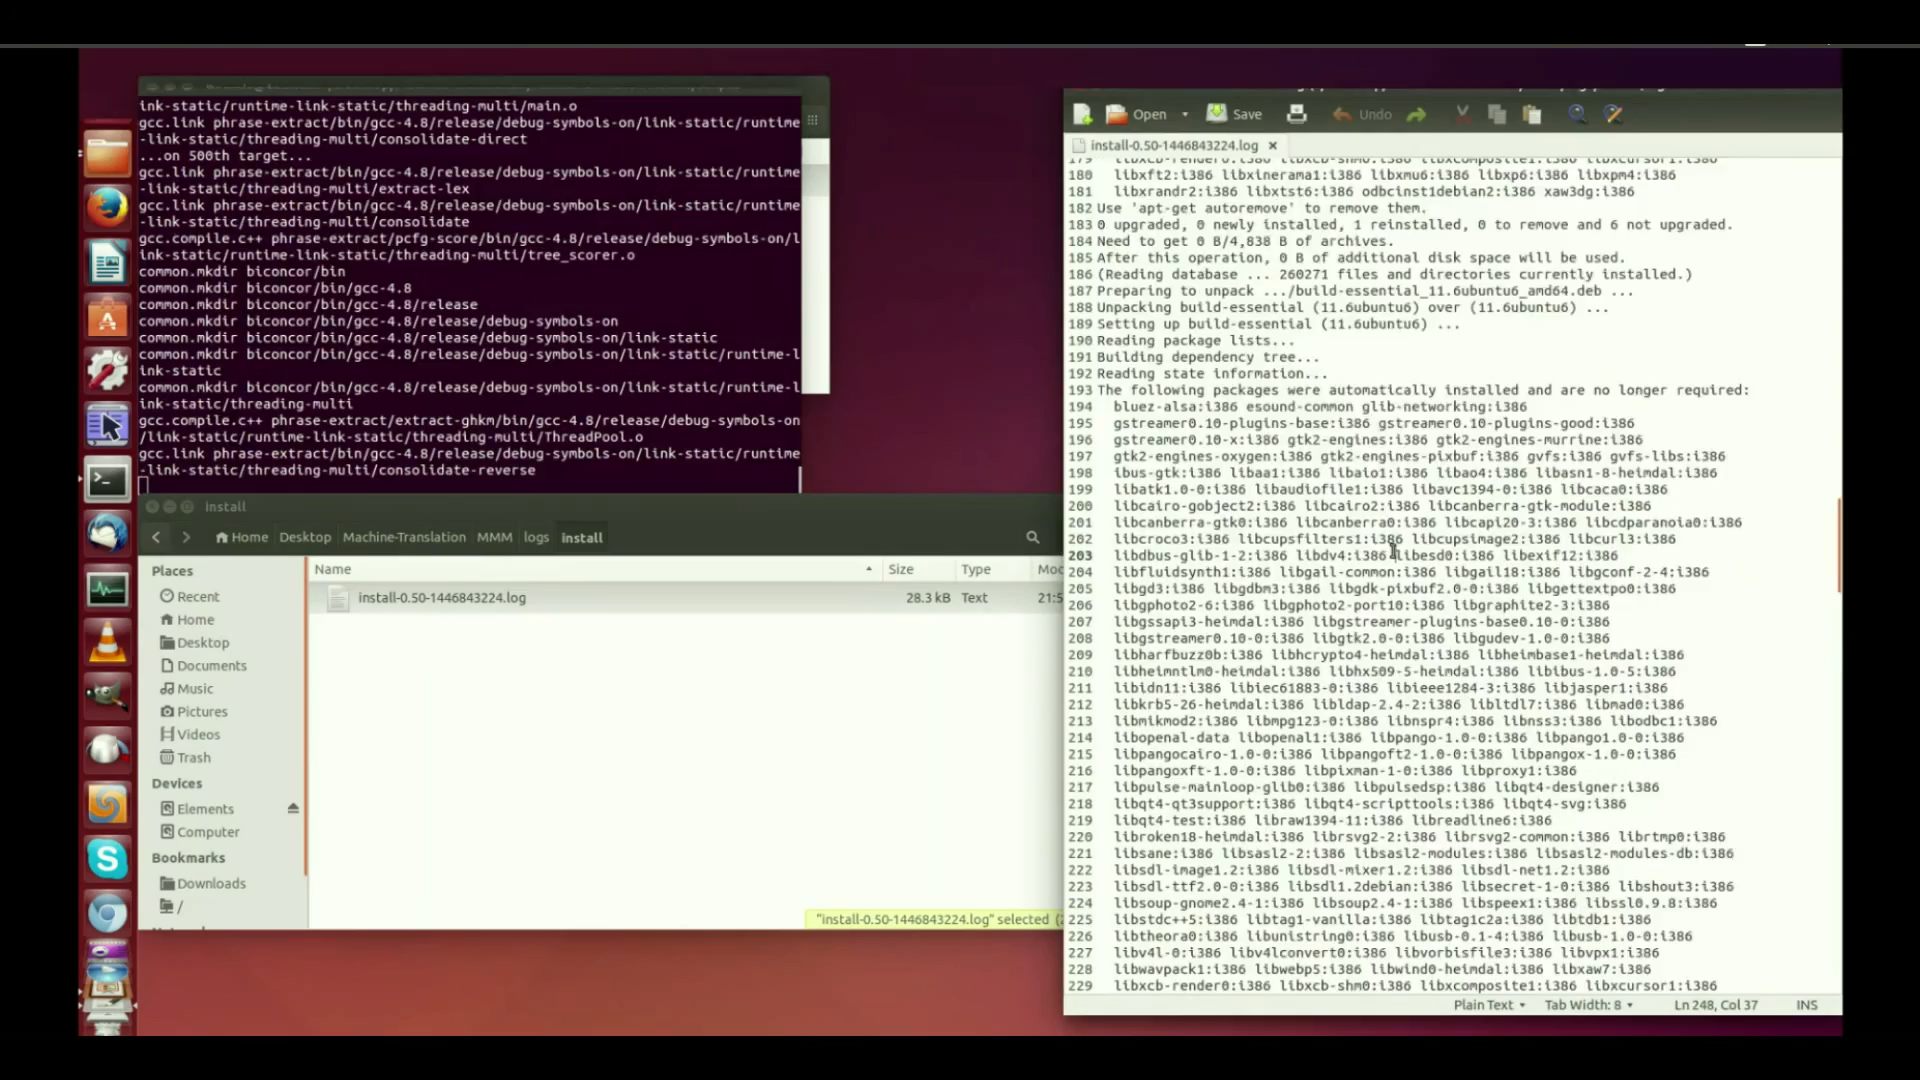 ink-static/runtime-link-static/threading-multi/main.o
gcc.link phrase-extract/bin/gcc-4.8/release/debug-symbols-on/link-static/runtime
-link-static/threading-multi/consolidate-direct
...on 500th target...
gcc.link phrase-extract/bin/gcc-4.8/release/debug-symbols-on/link-static/runtime
-link-static/threading-multi/extract-lex
gcc.link phrase-extract/bin/gcc-4.8/release/debug-symbols-on/link-static/runtime
-link-static/threading-multi/consolidate
gcc.compile.c++ phrase-extract/pcfg-score/bin/gcc-4.8/release/debug-symbols-on/l
ink-static/runtime-link-static/threading-multi/tree_scorer.o
common.mkdir biconcor/bin
common.mkdir biconcor/bin/gcc-4.8
common.mkdir biconcor/bin/gcc-4.8/release
common.mkdir biconcor/bin/gcc-4.8/release/debug-symbols-on
common.mkdir biconcor/bin/gcc-4.8/release/debug-symbols-on/link-static
common.mkdir biconcor/bin/gcc-4.8/release/debug-symbols-on/link-static/runtime-l
ink-static
common.mkdir biconcor/bin/gcc-4.8/release/debug-symbols-on/link-static/runtime-l
ink-static/threading-multi
gcc.compile.c++ phrase-extract/extract-ghkm/bin/gcc-4.8/release/debug-symbols-on
/link-static/runtime-link-static/threading-multi/ThreadPool.o
gcc.link phrase-extract/bin/gcc-4.8/release/debug-symbols-on/link-static/runtime
-link-static/threading-multi/consolidate-reverse
Install
Home Desktop Machine-Translation MMM logs install
Places
Recent
Home
Desktop
Documents
Music
Pictures
Videos
Trash
Devices
Elements
Computer
Bookmarks
Downloads
/
Name Size Type
install-0.50-1446843224.log 28.3 kB Text 21:5
"install-0.50-1446843224.log" selected
Open Save Undo
install-0.50-1446843224.log
179 libxcb-render0:i386 libxcb-shm0:i386 libxcomposite1:i386 libxcursor1:i386
180 libxft2:i386 libxinerama1:i386 libxmu6:i386 libxp6:i386 libxpm4:i386
181 libxrandr2:i386 libxtst6:i386 odbcinst1debian2:i386 xaw3dg:i386
182 Use 'apt-get autoremove' to remove them.
183 0 upgraded, 0 newly installed, 1 reinstalled, 0 to remove and 6 not upgraded.
184 Need to get 0 B/4,838 B of archives.
185 After this operation, 0 B of additional disk space will be used.
186 (Reading database ... 260271 files and directories currently installed.)
187 Preparing to unpack .../build-essential_11.6ubuntu6_amd64.deb ...
188 Unpacking build-essential (11.6ubuntu6) over (11.6ubuntu6) ...
189 Setting up build-essential (11.6ubuntu6) ...
190 Reading package lists...
191 Building dependency tree...
192 Reading state information...
193 The following packages were automatically installed and are no longer required:
194 bluez-alsa:i386 esound-common glib-networking:i386
195 gstreamer0.10-plugins-base:i386 gstreamer0.10-plugins-good:i386
196 gstreamer0.10-x:i386 gtk2-engines:i386 gtk2-engines-murrine:i386
197 gtk2-engines-oxygen:i386 gtk2-engines-pixbuf:i386 gvfs:i386 gvfs-libs:i386
198 ibus-gtk:i386 libaa1:i386 libaio1:i386 libao4:i386 libasn1-8-heimdal:i386
199 libatk1.0-0:i386 libaudiofile1:i386 libavc1394-0:i386 libcaca0:i386
200 libcairo-gobject2:i386 libcairo2:i386 libcanberra-gtk-module:i386
201 libcanberra-gtk0:i386 libcanberra0:i386 libcapi20-3:i386 libcdparanoia0:i386
202 libcroco3:i386 libcupsfilters1:i386 libcupsimage2:i386 libcurl3:i386
203 libdbus-glib-1-2:i386 libdv4:i386 libesd0:i386 libexif12:i386
204 libfluidsynth1:i386 libgail-common:i386 libgail18:i386 libgconf-2-4:i386
205 libgd3:i386 libgdbm3:i386 libgdk-pixbuf2.0-0:i386 libgettextpo0:i386
206 libgphoto2-6:i386 libgphoto2-port10:i386 libgraphite2-3:i386
207 libgssapi3-heimdal:i386 libgstreamer-plugins-base0.10-0:i386
208 libgstreamer0.10-0:i386 libgtk2.0-0:i386 libgudev-1.0-0:i386
209 libharfbuzz0b:i386 libhcrypto4-heimdal:i386 libheimbase1-heimdal:i386
210 libheimntlm0-heimdal:i386 libhx509-5-heimdal:i386 libibus-1.0-5:i386
211 libidn11:i386 libiec61883-0:i386 libieee1284-3:i386 libjasper1:i386
212 libkrb5-26-heimdal:i386 libldap-2.4-2:i386 libltdl7:i386 libmad0:i386
213 libmikmod2:i386 libmpg123-0:i386 libnspr4:i386 libnss3:i386 libodbc1:i386
214 libopenal-data libopenal1:i386 libpango-1.0-0:i386 libpango1.0-0:i386
215 libpangocairo-1.0-0:i386 libpangoft2-1.0-0:i386 libpangox-1.0-0:i386
216 libpangoxft-1.0-0:i386 libpixman-1-0:i386 libproxy1:i386
217 libpulse-mainloop-glib0:i386 libpulsedsp:i386 libqt4-designer:i386
218 libqt4-qt3support:i386 libqt4-scripttools:i386 libqt4-svg:i386
219 libqt4-test:i386 libraw1394-11:i386 libreadline6:i386
220 libroken18-heimdal:i386 librsvg2-2:i386 librsvg2-common:i386 librtmp0:i386
221 libsane:i386 libsasl2-2:i386 libsasl2-modules:i386 libsasl2-modules-db:i386
222 libsdl-image1.2:i386 libsdl-mixer1.2:i386 libsdl-net1.2:i386
223 libsdl-ttf2.0-0:i386 libsdl1.2debian:i386 libsecret-1-0:i386 libshout3:i386
224 libsoup-gnome2.4-1:i386 libsoup2.4-1:i386 libspeex1:i386 libssl0.9.8:i386
225 libstdc++5:i386 libtag1-vanilla:i386 libtag1c2a:i386 libtdb1:i386
226 libtheora0:i386 libunistring0:i386 libusb-0.1-4:i386 libusb-1.0-0:i386
227 libv4l-0:i386 libv4lconvert0:i386 libvorbisfile3:i386 libvpx1:i386
228 libwavpack1:i386 libwebp5:i386 libwind0-heimdal:i386 libxaw7:i386
229 libxcb-render0:i386 libxcb-shm0:i386 libxcomposite1:i386 libxcursor1:i386
Plain Text Tab Width: 8 Ln 248, Col 37 INS